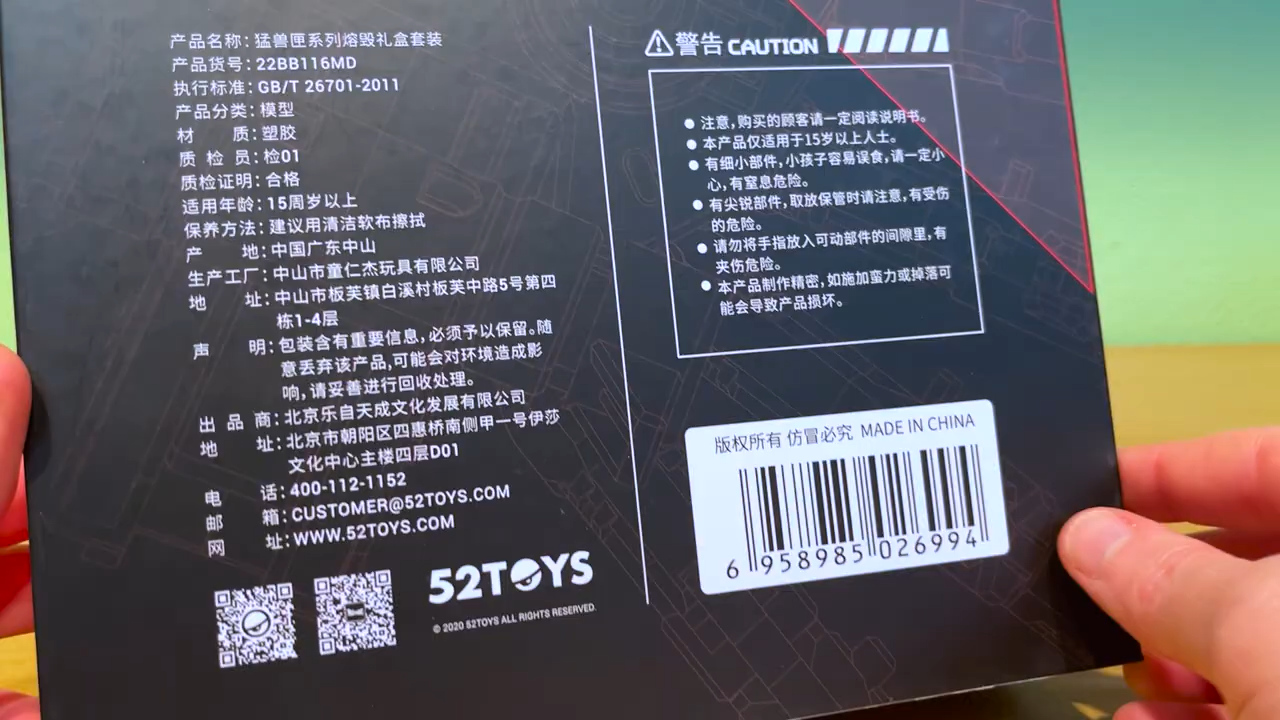 产品名称：猛兽匣系列熔毁礼盒套装
产品货号：22BB116MD
执行标准：GB/T 26701-2011
产品分类：模型
材 质：塑胶
质 检 员：检01
质检证明：合格
适用年龄：15周岁以上
保养方法：建议用清洁软布擦拭
产 地：中国广东中山
生产工厂：中山市童仁杰玩具有限公司
地 址：中山市板芙镇白溪村板芙中路5号第四
栋1-4层
声 明：包装含有重要信息，必须予以保留。随
意丢弃该产品，可能会对环境造成影
响，请妥善进行回收处理。
出 品 商：北京乐自天成文化发展有限公司
地 址：北京市朝阳区四惠桥南侧甲一号伊莎
文化中心主楼四层D01
电 话：400-112-1152
邮 箱：CUSTOMER@52TOYS.COM
网 址：WWW.52TOYS.COM
52TOYS
© 2020 52TOYS ALL RIGHTS RESERVED.
警告 CAUTION
● 注意，购买的顾客请一定阅读说明书。
● 本产品仅适用于15岁以上人士。
● 有细小部件，小孩子容易误食，请一定小
心，有窒息危险。
● 有尖锐部件，取放保管时请注意，有受伤
的危险。
● 请勿将手指放入可动部件的间隙里，有
夹伤危险。
● 本产品制作精密，如施加蛮力或掉落可
能会导致产品损坏。
版权所有 仿冒必究 MADE IN CHINA
6 958985 026994